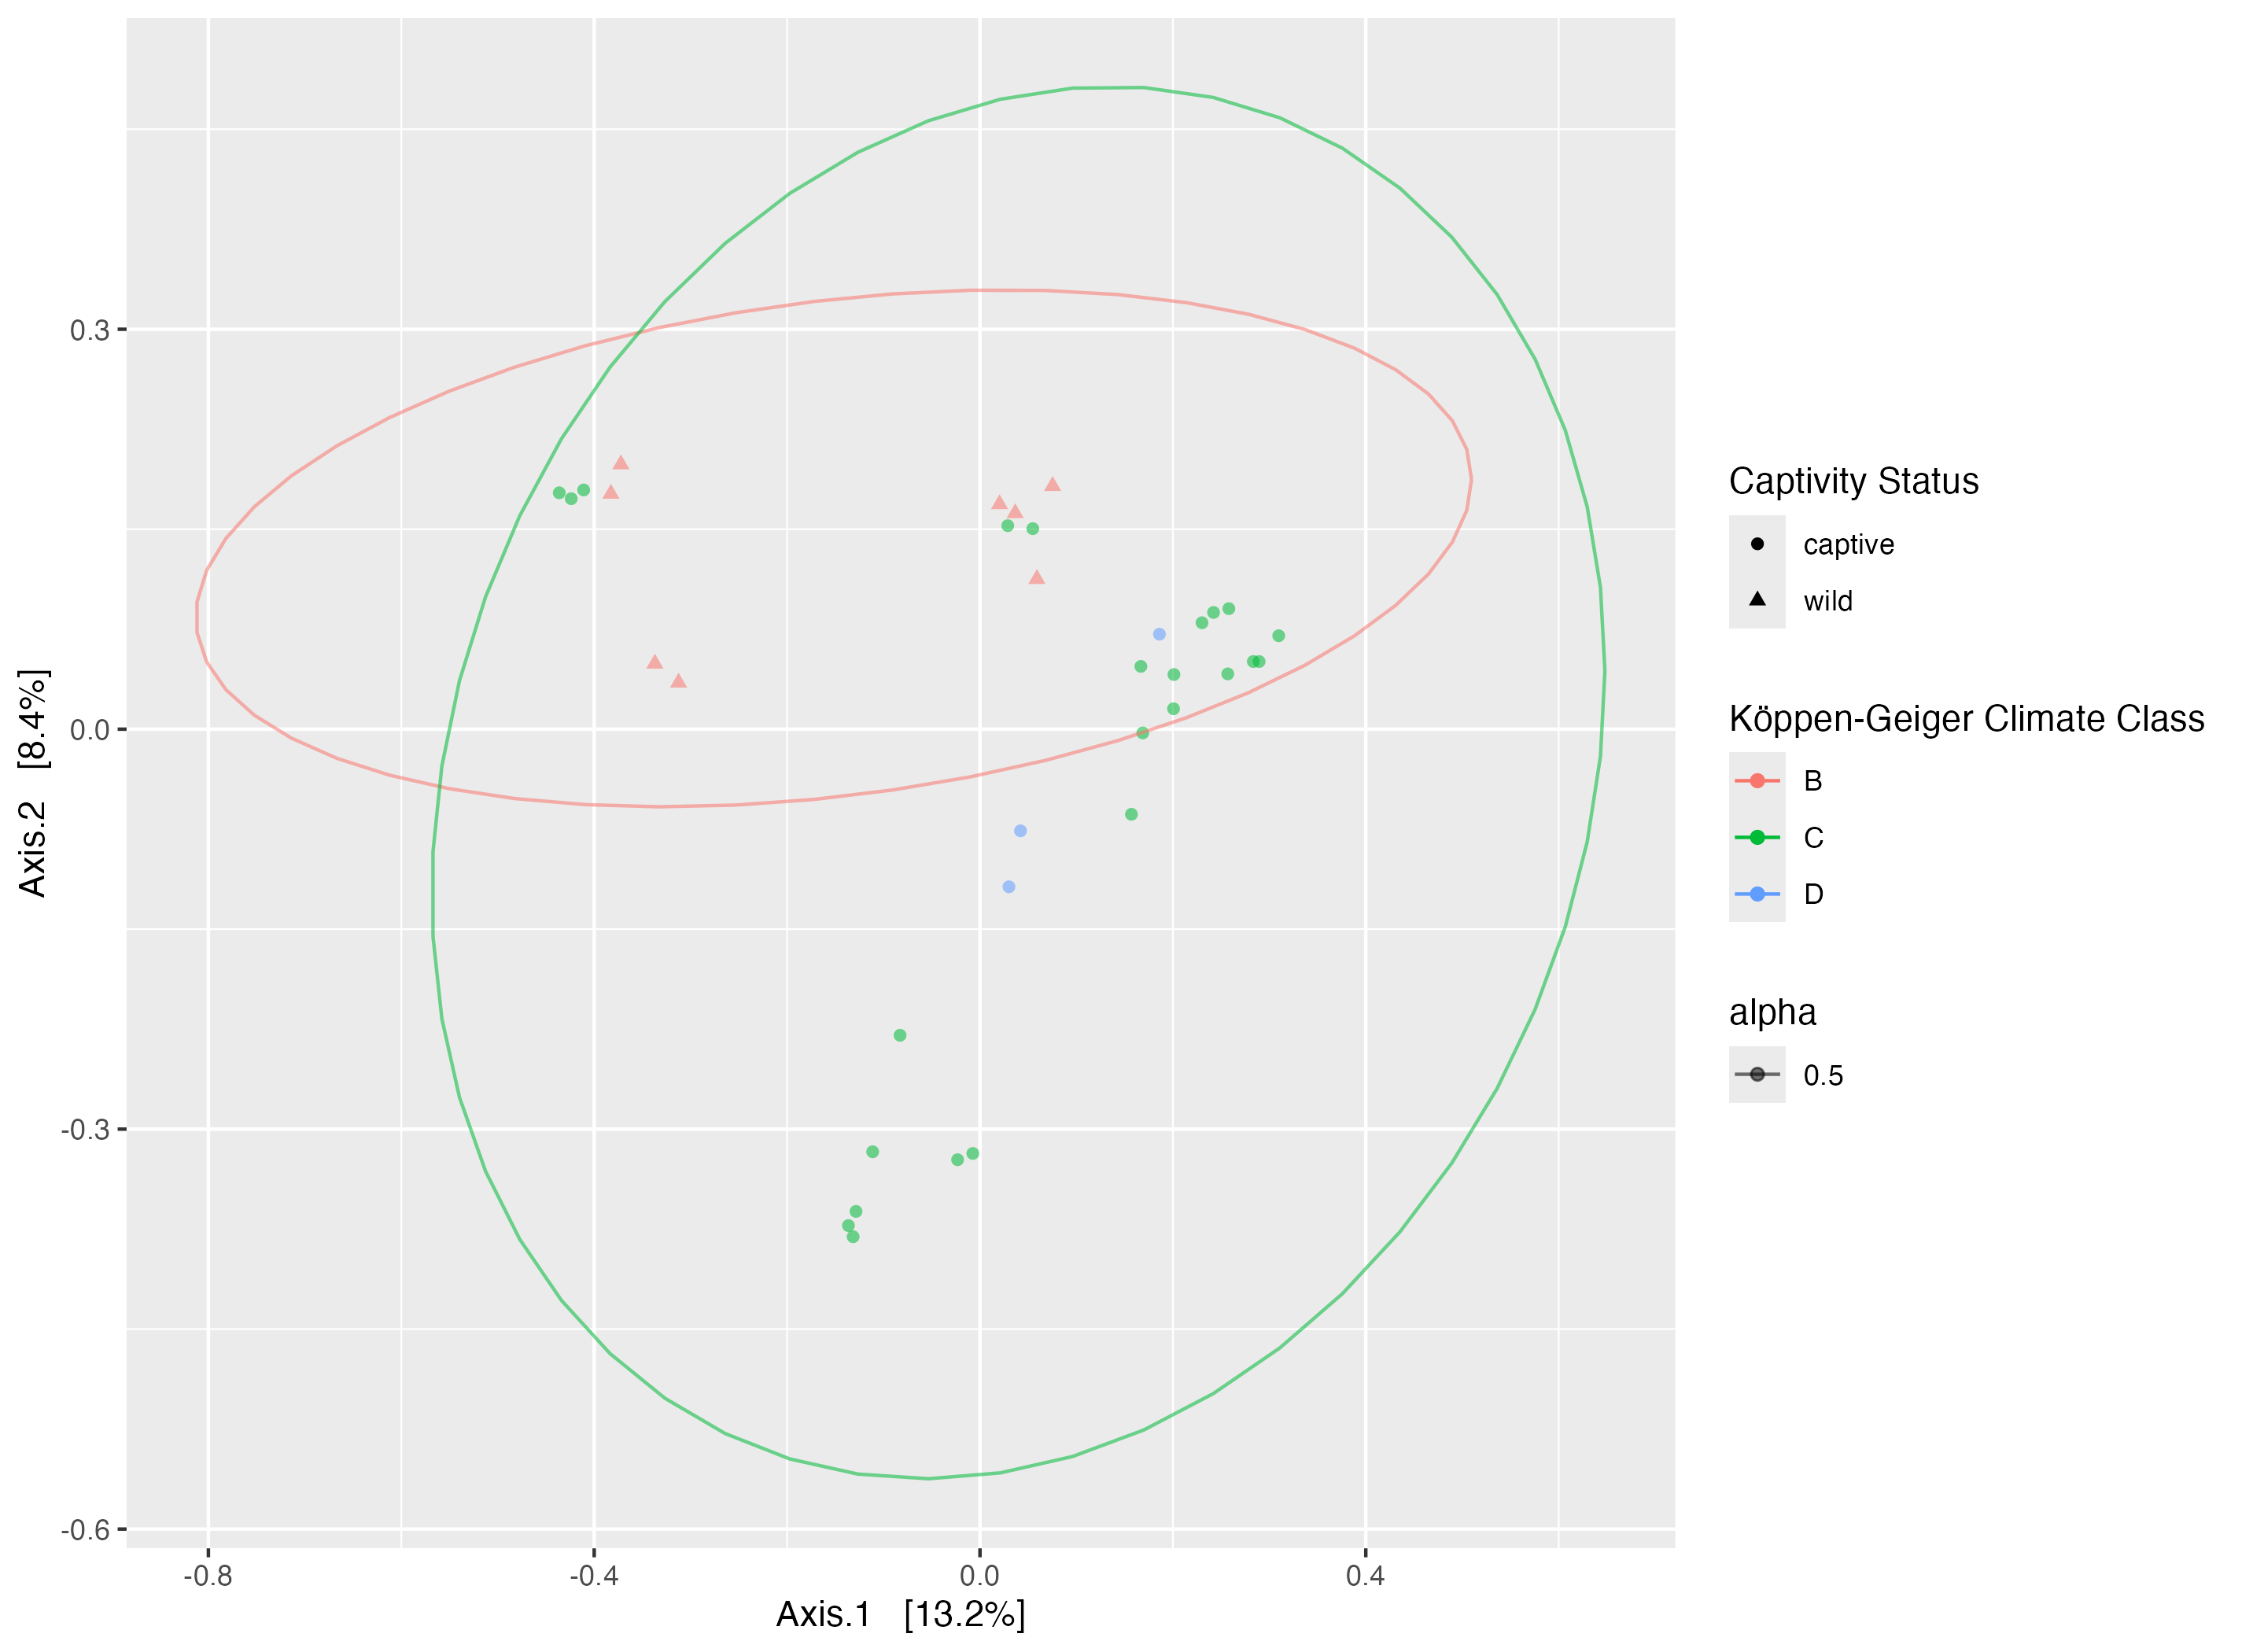 0.3
0.0
-0.3
-0.6
Axis.2 [8.4%]
-0.8
-0.4
0.0
0.4
Axis.1 [13.2%]
Captivity Status
captive
wild
Köppen-Geiger Climate Class
B
C
D
alpha
0.5